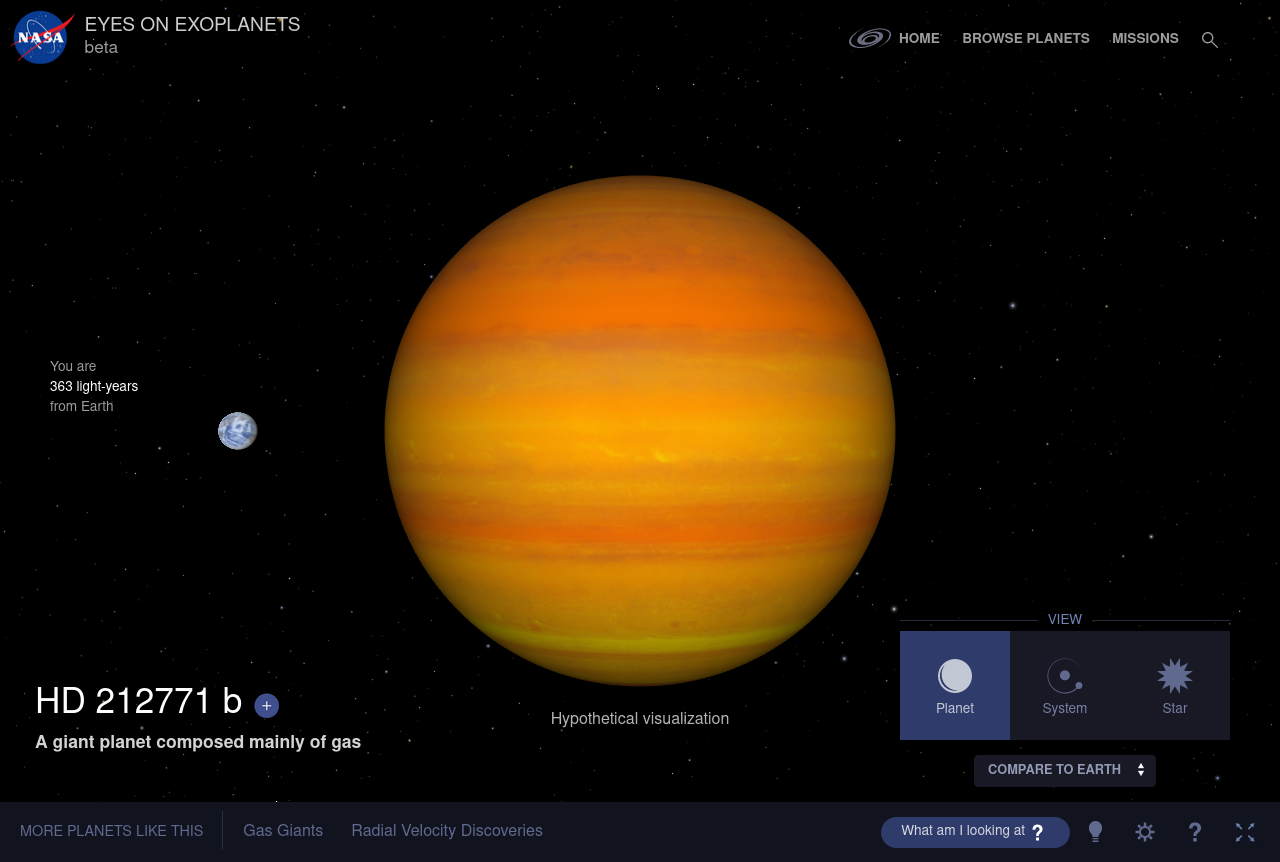 NASA
EYES ON EXOPLANETS
beta
HOME
BROWSE PLANETS
MISSIONS
You are
363 light-years
from Earth
HD 212771 b +
A giant planet composed mainly of gas
Hypothetical visualization
VIEW
Planet
System
Star
COMPARE TO EARTH
MORE PLANETS LIKE THIS
Gas Giants
Radial Velocity Discoveries
What am I looking at ?
?